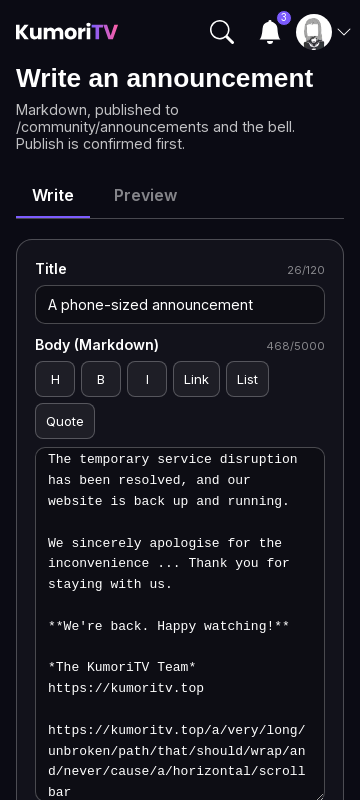 KumoriTV
3
Write an announcement
Markdown, published to
/community/announcements and the bell.
Publish is confirmed first.
Write
Preview
Title
26/120
A phone-sized announcement
Body (Markdown)
468/5000
H
B
I
Link
List
Quote
The temporary service disruption
has been resolved, and our
website is back up and running.
We sincerely apologise for the
inconvenience ... Thank you for
staying with us.
**We're back. Happy watching!**
*The KumoriTV Team*
https://kumoritv.top
https://kumoritv.top/a/very/long/
unbroken/path/that/should/wrap/an
d/never/cause/a/horizontal/scroll
bar